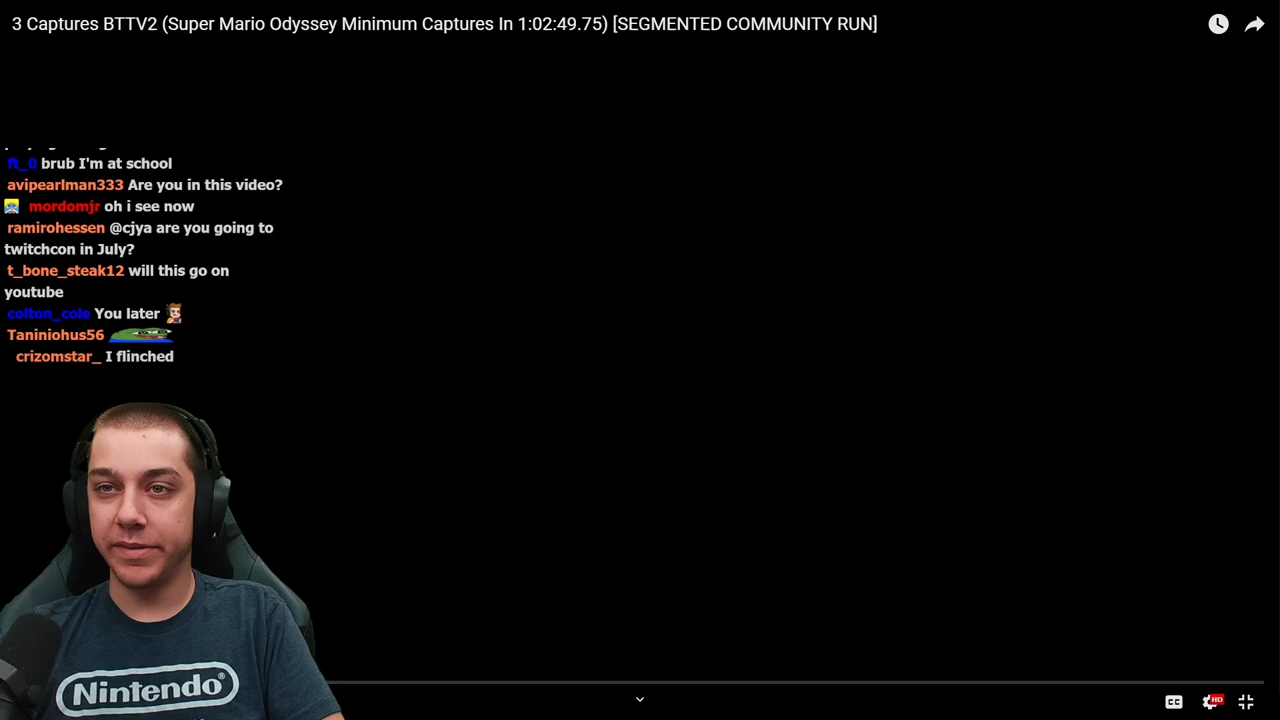 3 Captures BTTV2 (Super Mario Odyssey Minimum Captures In 1:02:49.75) [SEGMENTED COMMUNITY RUN]
ft_0 brub I'm at school
avipearlman333 Are you in this video?
mordomjr oh i see now
ramirohessen @cjya are you going to
twitchcon in July?
t_bone_steak12 will this go on
youtube
colton_cole You later
Taniniohus56
crizomstar_ I flinched
Nintendo®
CC HD